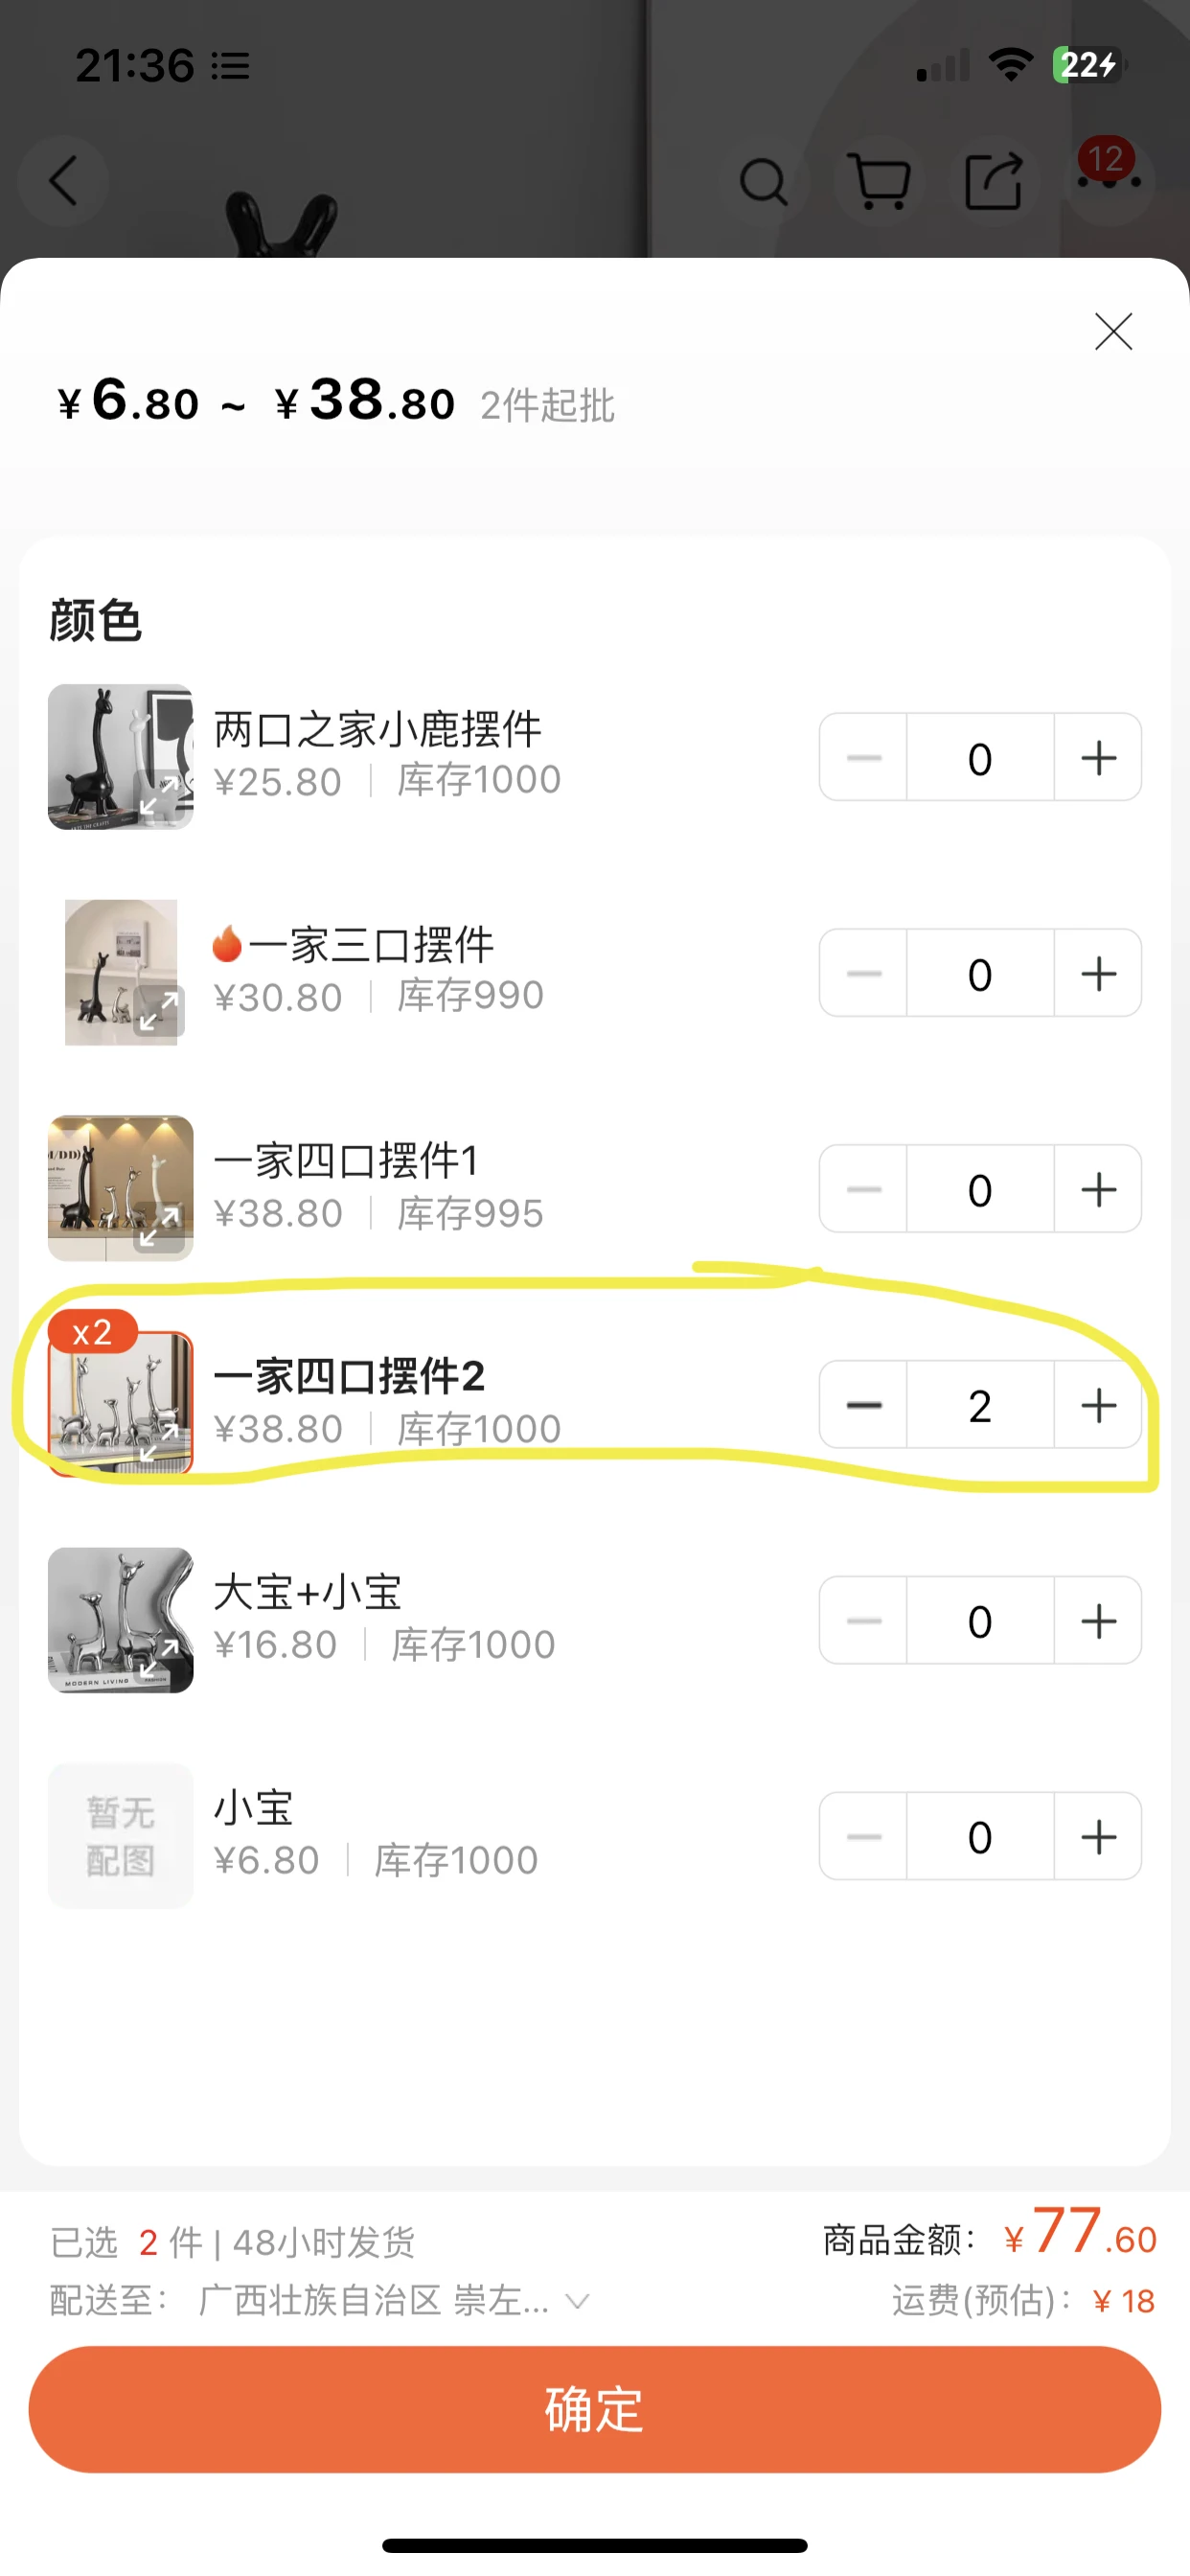 21:36
22
12
¥6.80 ~ ¥38.80 2件起批
颜色
两口之家小鹿摆件
¥25.80 | 库存1000
0
🔥一家三口摆件
¥30.80 | 库存990
0
一家四口摆件1
¥38.80 | 库存995
0
x2
一家四口摆件2
¥38.80 | 库存1000
2
大宝+小宝
¥16.80 | 库存1000
0
MODERN LIVING
暂无
配图
小宝
¥6.80 | 库存1000
0
已选 2 件 | 48小时发货
商品金额：¥77.60
配送至： 广西壮族自治区 崇左...
运费(预估)：¥18
确定